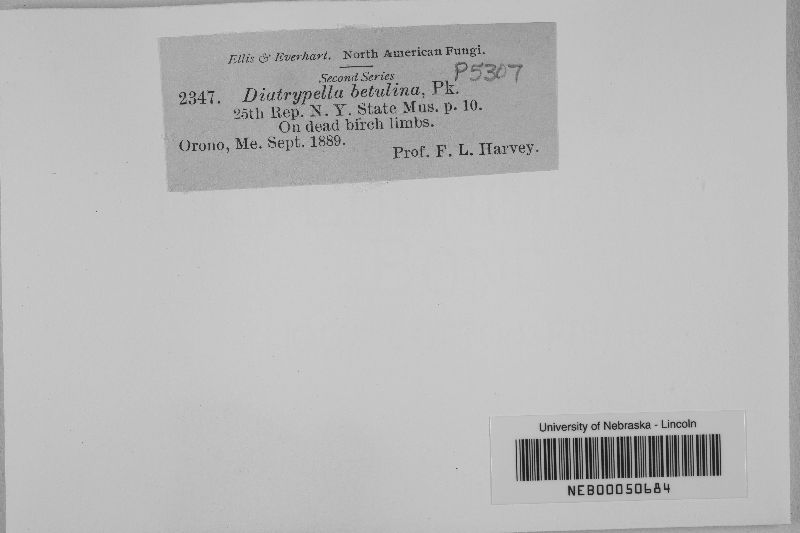 Ellis & Everhart. North American Fungi.
Second Series
P5307
2347. Diatrypella betulina, Pk.
25th Rep. N. Y. State Mus. p. 10.
On dead birch limbs.
Orono, Me. Sept. 1889.
Prof. F. L. Harvey.
University of Nebraska - Lincoln
NEB00050684